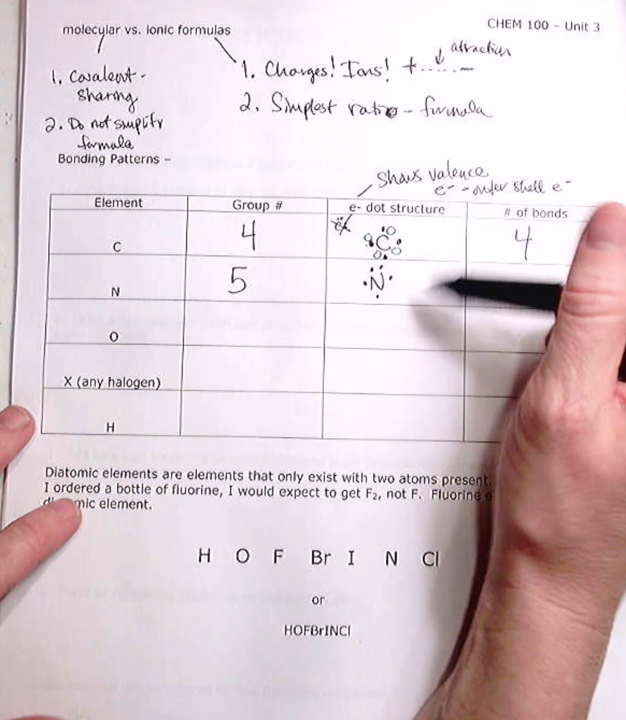 CHEM 100 – Unit 3
molecular vs. ionic formulas
1. Covalent -
sharing
2. Do not simplify
formula
1. Charges! Ions! +......–
attraction
2. Simplest ratio - formula
Bonding Patterns –
Shows valence
e- - outer shell e-
Element Group # e- dot structure # of bonds
C 4 C 4
N 5 N
O
X (any halogen)
H
Diatomic elements are elements that only exist with two atoms present.
I ordered a bottle of fluorine, I would expect to get F₂, not F. Fluorine
element.
H O F Br I N Cl
or
HOFBrINCl